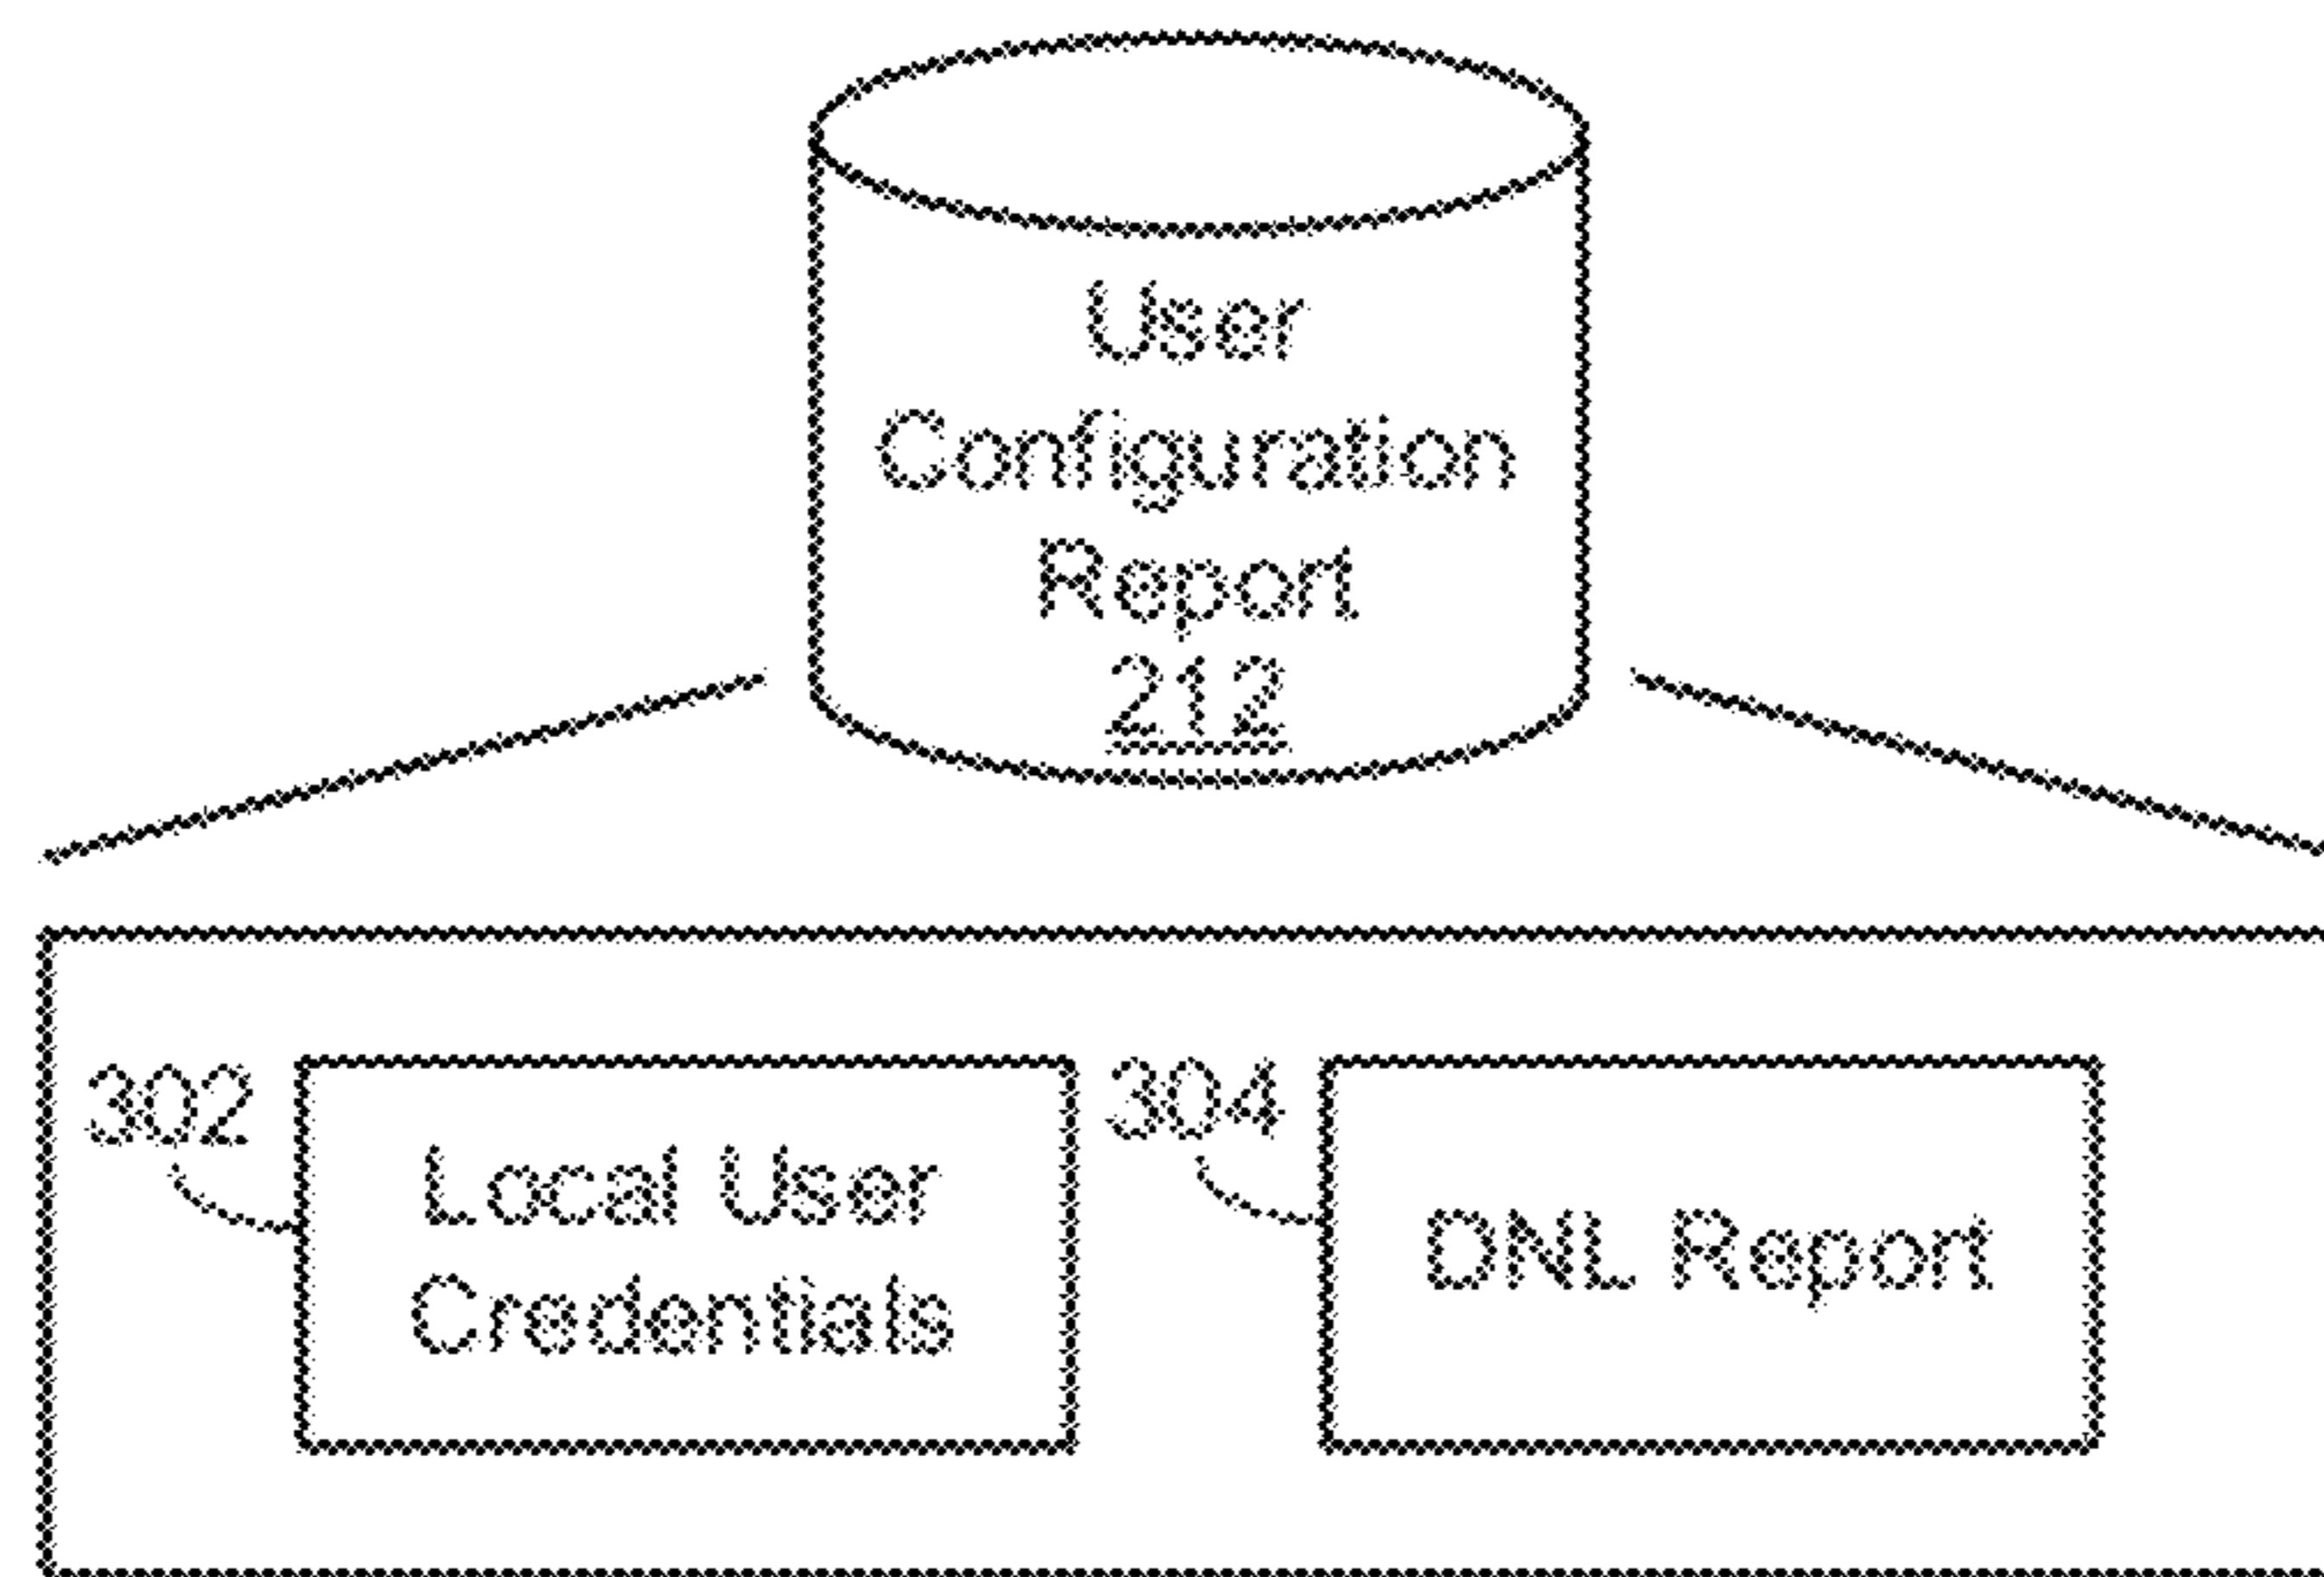 User
Configuration
Report
212
302
Local User
Credentials
304
DNL Report